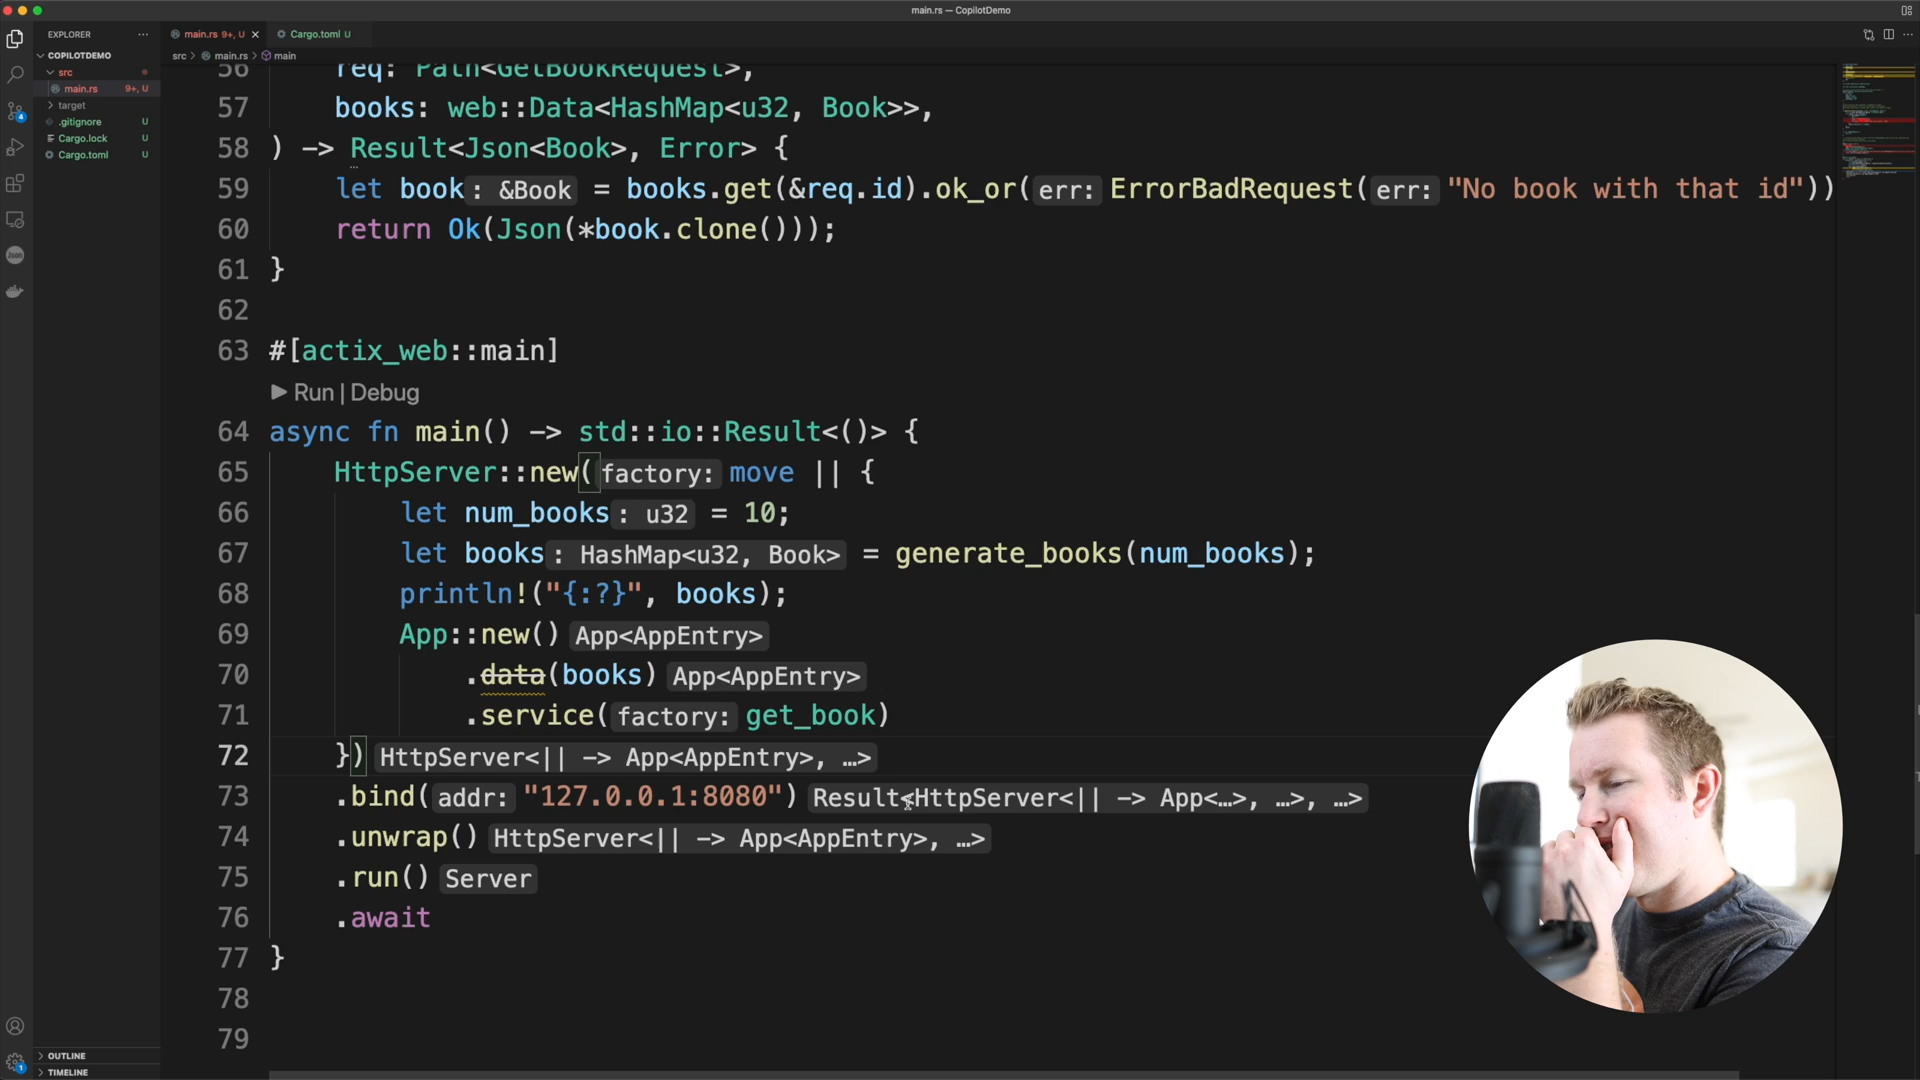 main.rs — CopilotDemo
EXPLORER
main.rs 9+, U
Cargo.toml U
COPILOTDEMO
src > main.rs > main
src
main.rs 9+, U
target
.gitignore U
Cargo.lock U
Cargo.toml U
4
Json
56 req: Path<GetBookRequest>,
57 books: web::Data<HashMap<u32, Book>>,
58 ) -> Result<Json<Book>, Error> {
59 let book: &Book = books.get(&req.id).ok_or(err: ErrorBadRequest(err: "No book with that id"))
60 return Ok(Json(*book.clone()));
61 }
62
63 #[actix_web::main]
▶ Run | Debug
64 async fn main() -> std::io::Result<()> {
65 HttpServer::new(factory: move || {
66 let num_books: u32 = 10;
67 let books: HashMap<u32, Book> = generate_books(num_books);
68 println!("{:?}", books);
69 App::new() App<AppEntry>
70 .data(books) App<AppEntry>
71 .service(factory: get_book)
72 }) HttpServer<|| -> App<AppEntry>, …>
73 .bind(addr: "127.0.0.1:8080") Result<HttpServer<|| -> App<…>, …>, …>
74 .unwrap() HttpServer<|| -> App<AppEntry>, …>
75 .run() Server
76 .await
77 }
78
79
1
OUTLINE
TIMELINE